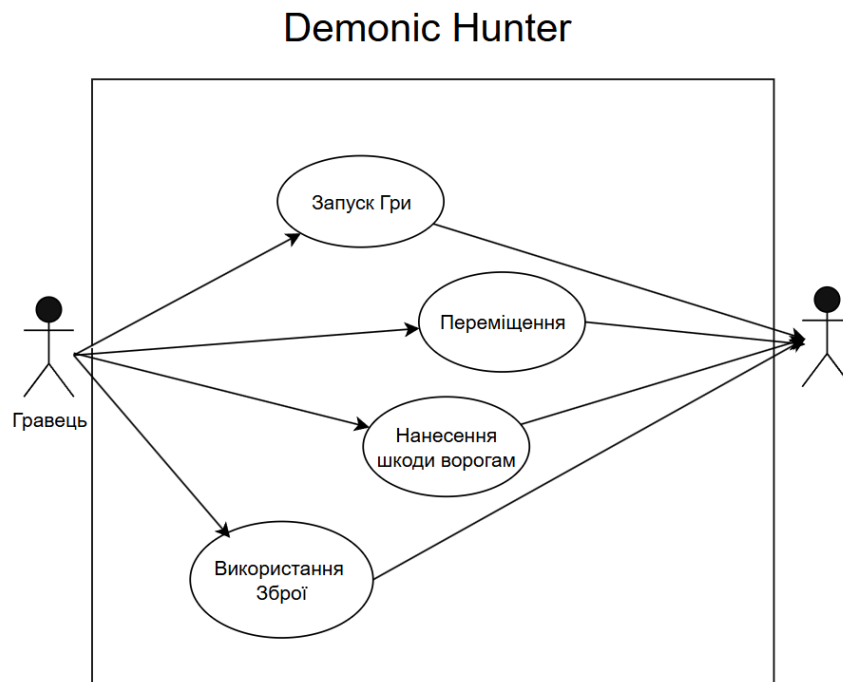 Demonic Hunter
Запуск Гри
Переміщення
Гравець
Нанесення
шкоди ворогам
Використання
Зброї